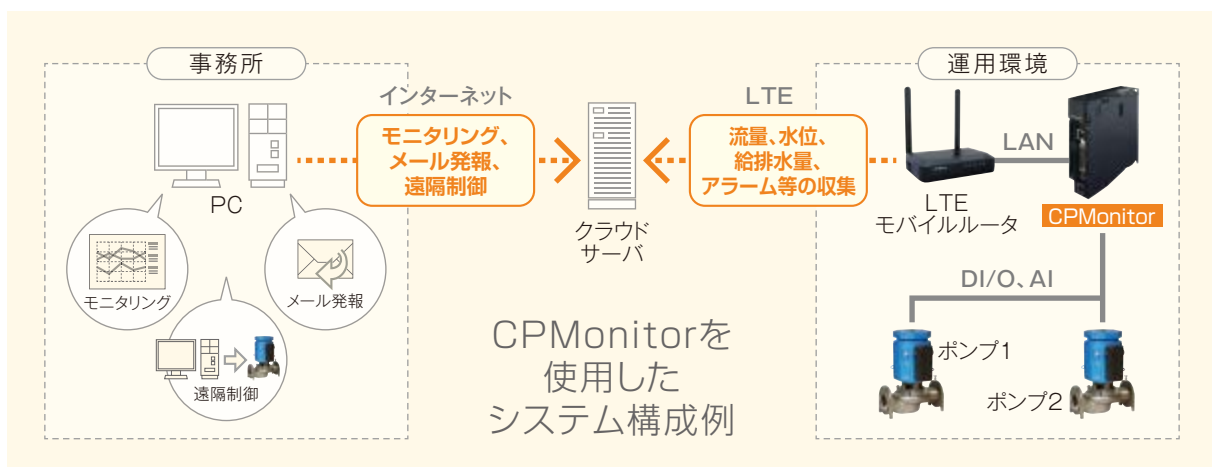 事務所
インターネット
モニタリング、
メール発報、
遠隔制御
PC
モニタリング
メール発報
遠隔制御
クラウド
サーバ
LTE
流量、水位、
給排水量、
アラーム等の収集
運用環境
LAN
LTE
モバイルルータ
CPMonitor
DI/O、AI
ポンプ1
ポンプ2
CPMonitorを
使用した
システム構成例